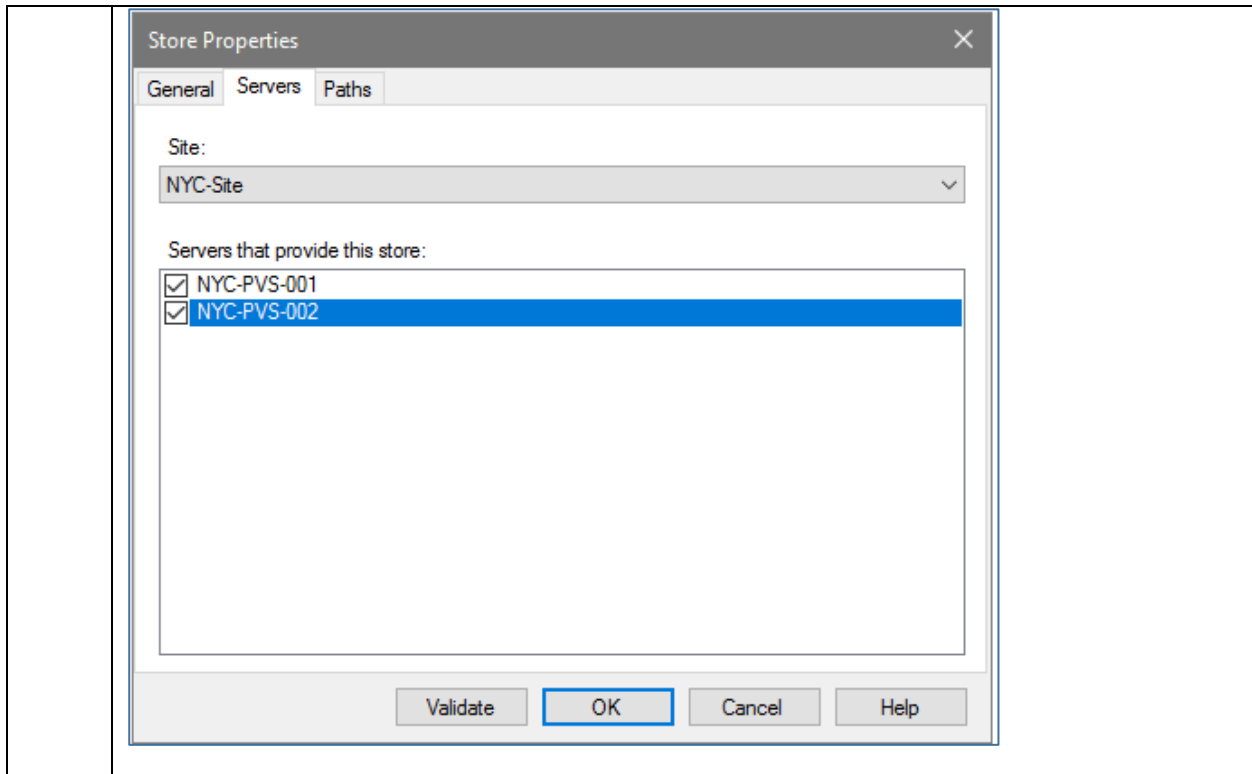 Store Properties
General Servers Paths
Site:
NYC-Site
Servers that provide this store:
NYC-PVS-001
NYC-PVS-002
Validate OK Cancel Help